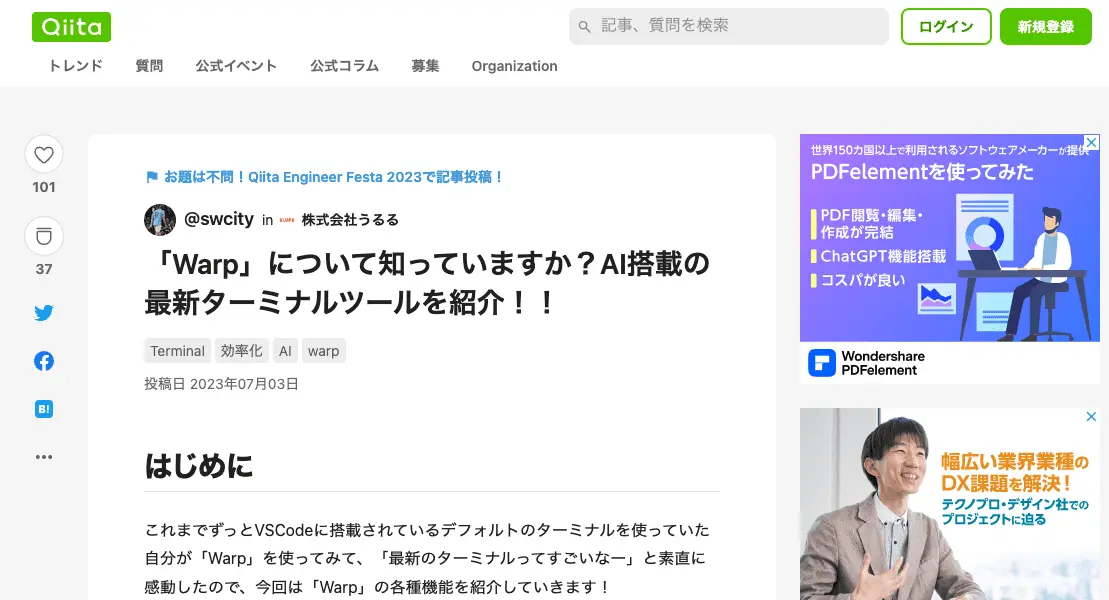 Qiita
記事、質問を検索
ログイン
新規登録
トレンド
質問
公式イベント
公式コラム
募集
Organization
101
37
B!
お題は不問！Qiita Engineer Festa 2023で記事投稿！
@swcity in 株式会社うるる
「Warp」について知っていますか？AI搭載の
最新ターミナルツールを紹介！！
Terminal
効率化
AI
warp
投稿日 2023年07月03日
はじめに
これまでずっとVSCodeに搭載されているデフォルトのターミナルを使っていた
自分が「Warp」を使ってみて、「最新のターミナルってすごいなー」と素直に
感動したので、今回は「Warp」の各種機能を紹介していきます！
世界150カ国以上で利用されるソフトウェアメーカーが提供
PDFelementを使ってみた
PDF閲覧・編集・
作成が完結
ChatGPT機能搭載
コスパが良い
Wondershare
PDFelement
幅広い業界業種の
DX課題を解決！
テクノプロ・デザイン社での
プロジェクトに迫る